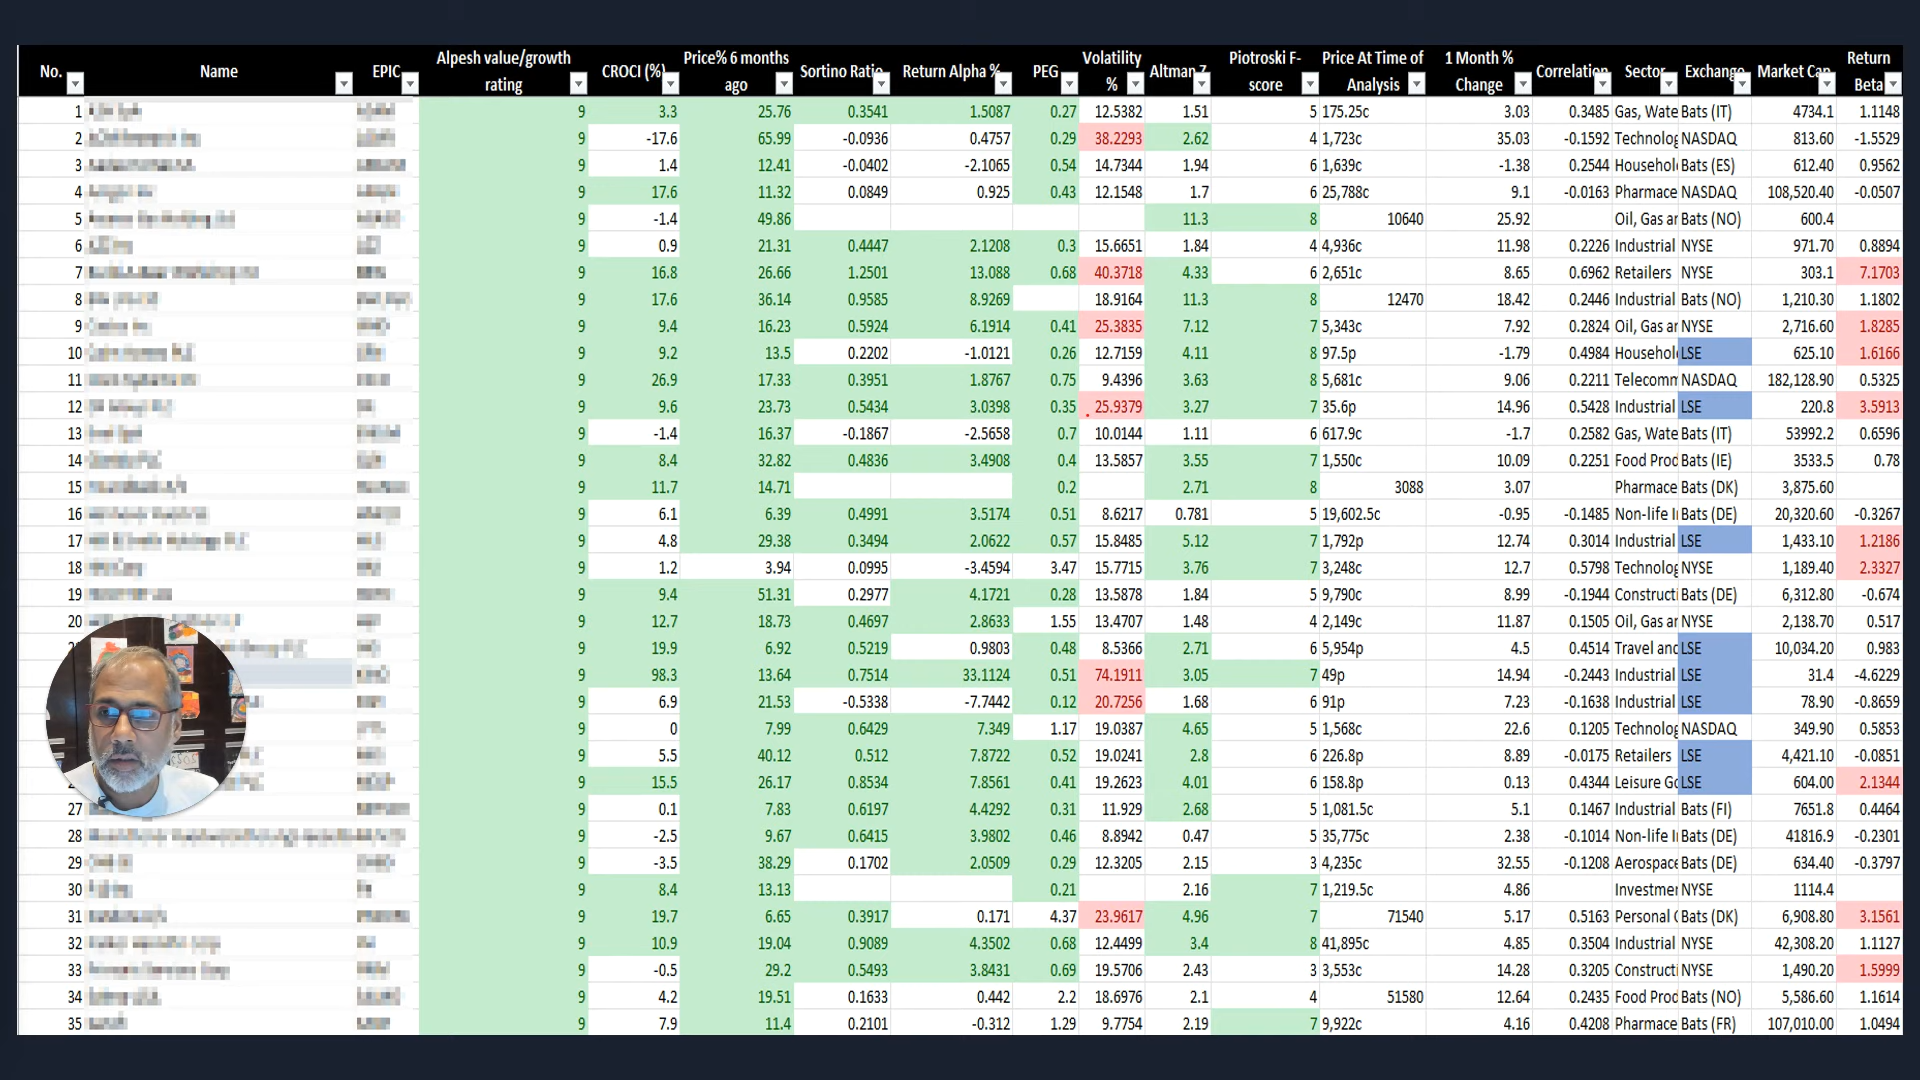 No. Name EPIC Alpesh value/growth rating CROCI (%) Price% 6 months ago Sortino Ratio Return Alpha % PEG Volatility % Altman Z Piotroski F-score Price At Time of Analysis 1 Month % Change Correlation Sector Exchange Market Cap Return Beta
1 9 3.3 25.76 0.3541 1.5087 0.27 12.5382 1.51 5 175.25c 3.03 0.3485 Gas, Wate Bats (IT) 4734.1 1.1148
2 9 -17.6 65.99 -0.0936 0.4757 0.29 38.2293 2.62 4 1,723c 35.03 -0.1592 Technolog NASDAQ 813.60 -1.5529
3 9 1.4 12.41 -0.0402 -2.1065 0.54 14.7344 1.94 6 1,639c -1.38 0.2544 Househol Bats (ES) 612.40 0.9562
4 9 17.6 11.32 0.0849 0.925 0.43 12.1548 1.7 6 25,788c 9.1 -0.0163 Pharmace NASDAQ 108,520.40 -0.0507
5 9 -1.4 49.86 11.3 8 10640 25.92 Oil, Gas ar Bats (NO) 600.4
6 9 0.9 21.31 0.4447 2.1208 0.3 15.6651 1.84 4 4,936c 11.98 0.2226 Industrial NYSE 971.70 0.8894
7 9 16.8 26.66 1.2501 13.088 0.68 40.3718 4.33 6 2,651c 8.65 0.6962 Retailers NYSE 303.1 7.1703
8 9 17.6 36.14 0.9585 8.9269 18.9164 11.3 8 12470 18.42 0.2446 Industrial Bats (NO) 1,210.30 1.1802
9 9 9.4 16.23 0.5924 6.1914 0.41 25.3835 7.12 7 5,343c 7.92 0.2824 Oil, Gas ar NYSE 2,716.60 1.8285
10 9 9.2 13.5 0.2202 -1.0121 0.26 12.7159 4.11 8 97.5p -1.79 0.4984 Househol LSE 625.10 1.6166
11 9 26.9 17.33 0.3951 1.8767 0.75 9.4396 3.63 8 5,681c 9.06 0.2211 Telecomm NASDAQ 182,128.90 0.5325
12 9 9.6 23.73 0.5434 3.0398 0.35 25.9379 3.27 7 35.6p 14.96 0.5428 Industrial LSE 220.8 3.5913
13 9 -1.4 16.37 -0.1867 -2.5658 0.7 10.0144 1.11 6 617.9c -1.7 0.2582 Gas, Wate Bats (IT) 53992.2 0.6596
14 9 8.4 32.82 0.4836 3.4908 0.4 13.5857 3.55 7 1,550c 10.09 0.2251 Food Prod Bats (IE) 3533.5 0.78
15 9 11.7 14.71 0.2 2.71 8 3088 3.07 Pharmace Bats (DK) 3,875.60
16 9 6.1 6.39 0.4991 3.5174 0.51 8.6217 0.781 5 19,602.5c -0.95 -0.1485 Non-life I Bats (DE) 20,320.60 -0.3267
17 9 4.8 29.38 0.3494 2.0622 0.57 15.8485 5.12 7 1,792p 12.74 0.3014 Industrial LSE 1,433.10 1.2186
18 9 1.2 3.94 0.0995 -3.4594 3.47 15.7715 3.76 7 3,248c 12.7 0.5798 Technolog NYSE 1,189.40 2.3327
19 9 9.4 51.31 0.2977 4.1721 0.28 13.5878 1.84 5 9,790c 8.99 -0.1944 Constructi Bats (DE) 6,312.80 -0.674
20 9 12.7 18.73 0.4697 2.8633 1.55 13.4707 1.48 4 2,149c 11.87 0.1505 Oil, Gas ar NYSE 2,138.70 0.517
9 19.9 6.92 0.5219 0.9803 0.48 8.5366 2.71 6 5,954p 4.5 0.4514 Travel and LSE 10,034.20 0.983
9 98.3 13.64 0.7514 33.1124 0.51 74.1911 3.05 7 49p 14.94 -0.2443 Industrial LSE 31.4 -4.6229
9 6.9 21.53 -0.5338 -7.7442 0.12 20.7256 1.68 6 91p 7.23 -0.1638 Industrial LSE 78.90 -0.8659
9 0 7.99 0.6429 7.349 1.17 19.0387 4.65 5 1,568c 22.6 0.1205 Technolog NASDAQ 349.90 0.5853
9 5.5 40.12 0.512 7.8722 0.52 19.0241 2.8 6 226.8p 8.89 -0.0175 Retailers LSE 4,421.10 -0.0851
9 15.5 26.17 0.8534 7.8561 0.41 19.2623 4.01 6 158.8p 0.13 0.4344 Leisure Go LSE 604.00 2.1344
27 9 0.1 7.83 0.6197 4.4292 0.31 11.929 2.68 5 1,081.5c 5.1 0.1467 Industrial Bats (FI) 7651.8 0.4464
28 9 -2.5 9.67 0.6415 3.9802 0.46 8.8942 0.47 5 35,775c 2.38 -0.1014 Non-life I Bats (DE) 41816.9 -0.2301
29 9 -3.5 38.29 0.1702 2.0509 0.29 12.3205 2.15 3 4,235c 32.55 -0.1208 Aerospace Bats (DE) 634.40 -0.3797
30 9 8.4 13.13 0.21 2.16 7 1,219.5c 4.86 Investmer NYSE 1114.4
31 9 19.7 6.65 0.3917 0.171 4.37 23.9617 4.96 7 71540 5.17 0.5163 Personal G Bats (DK) 6,908.80 3.1561
32 9 10.9 19.04 0.9089 4.3502 0.68 12.4499 3.4 8 41,895c 4.85 0.3504 Industrial NYSE 42,308.20 1.1127
33 9 -0.5 29.2 0.5493 3.8431 0.69 19.5706 2.43 3 3,553c 14.28 0.3205 Constructi NYSE 1,490.20 1.5999
34 9 4.2 19.51 0.1633 0.442 2.2 18.6976 2.1 4 51580 12.64 0.2435 Food Prod Bats (NO) 5,586.60 1.1614
35 9 7.9 11.4 0.2101 -0.312 1.29 9.7754 2.19 7 9,922c 4.16 0.4208 Pharmace Bats (FR) 107,010.00 1.0494